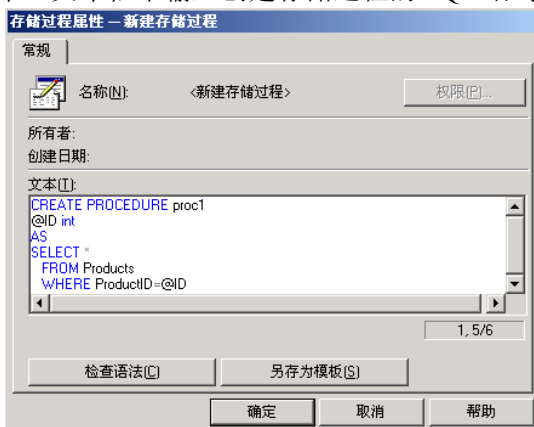 存储过程属性 — 新建存储过程
常规
名称(N): <新建存储过程> 权限(P)...
所有者:
创建日期:
文本(T):
CREATE PROCEDURE proc1
@ID int
AS
SELECT *
FROM Products
WHERE ProductID=@ID
1, 5/6
检查语法(C) 另存为模板(S)
确定 取消 帮助